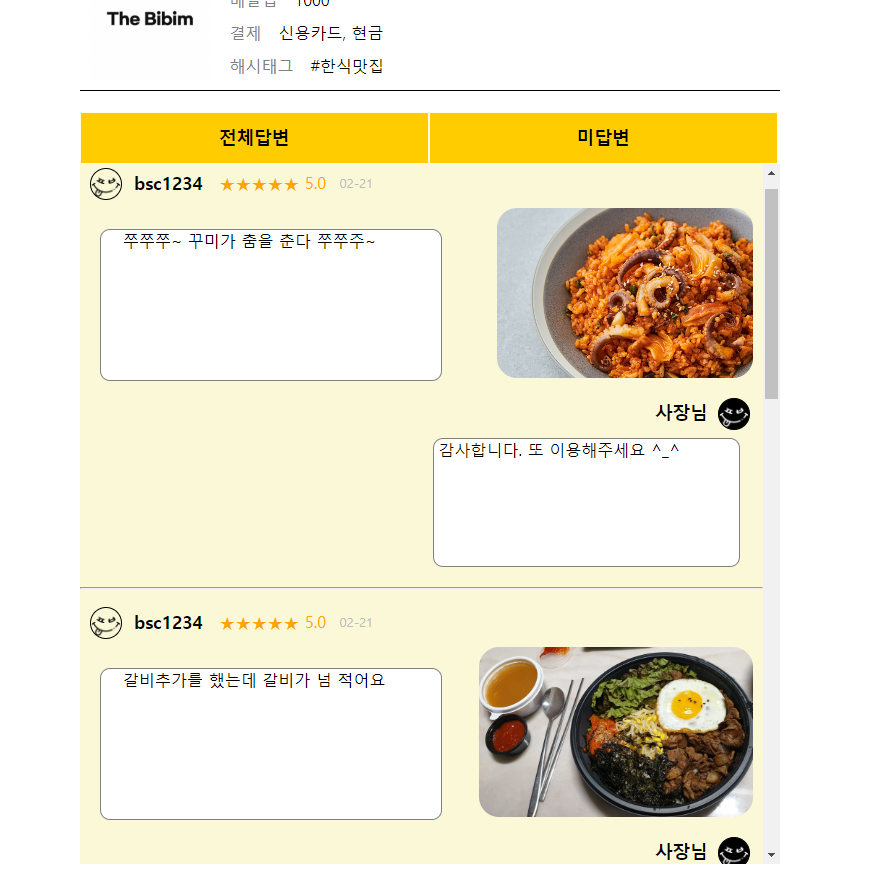 배달팁 1000
The Bibim
결제 신용카드, 현금
해시태그 #한식맛집
전체답변 미답변
bsc1234 ★★★★★ 5.0 02-21
쭈쭈쭈~ 꾸미가 춤을 춘다 쭈쭈주~
사장님
감사합니다. 또 이용해주세요 ^_^
bsc1234 ★★★★★ 5.0 02-21
갈비추가를 했는데 갈비가 넘 적어요
사장님